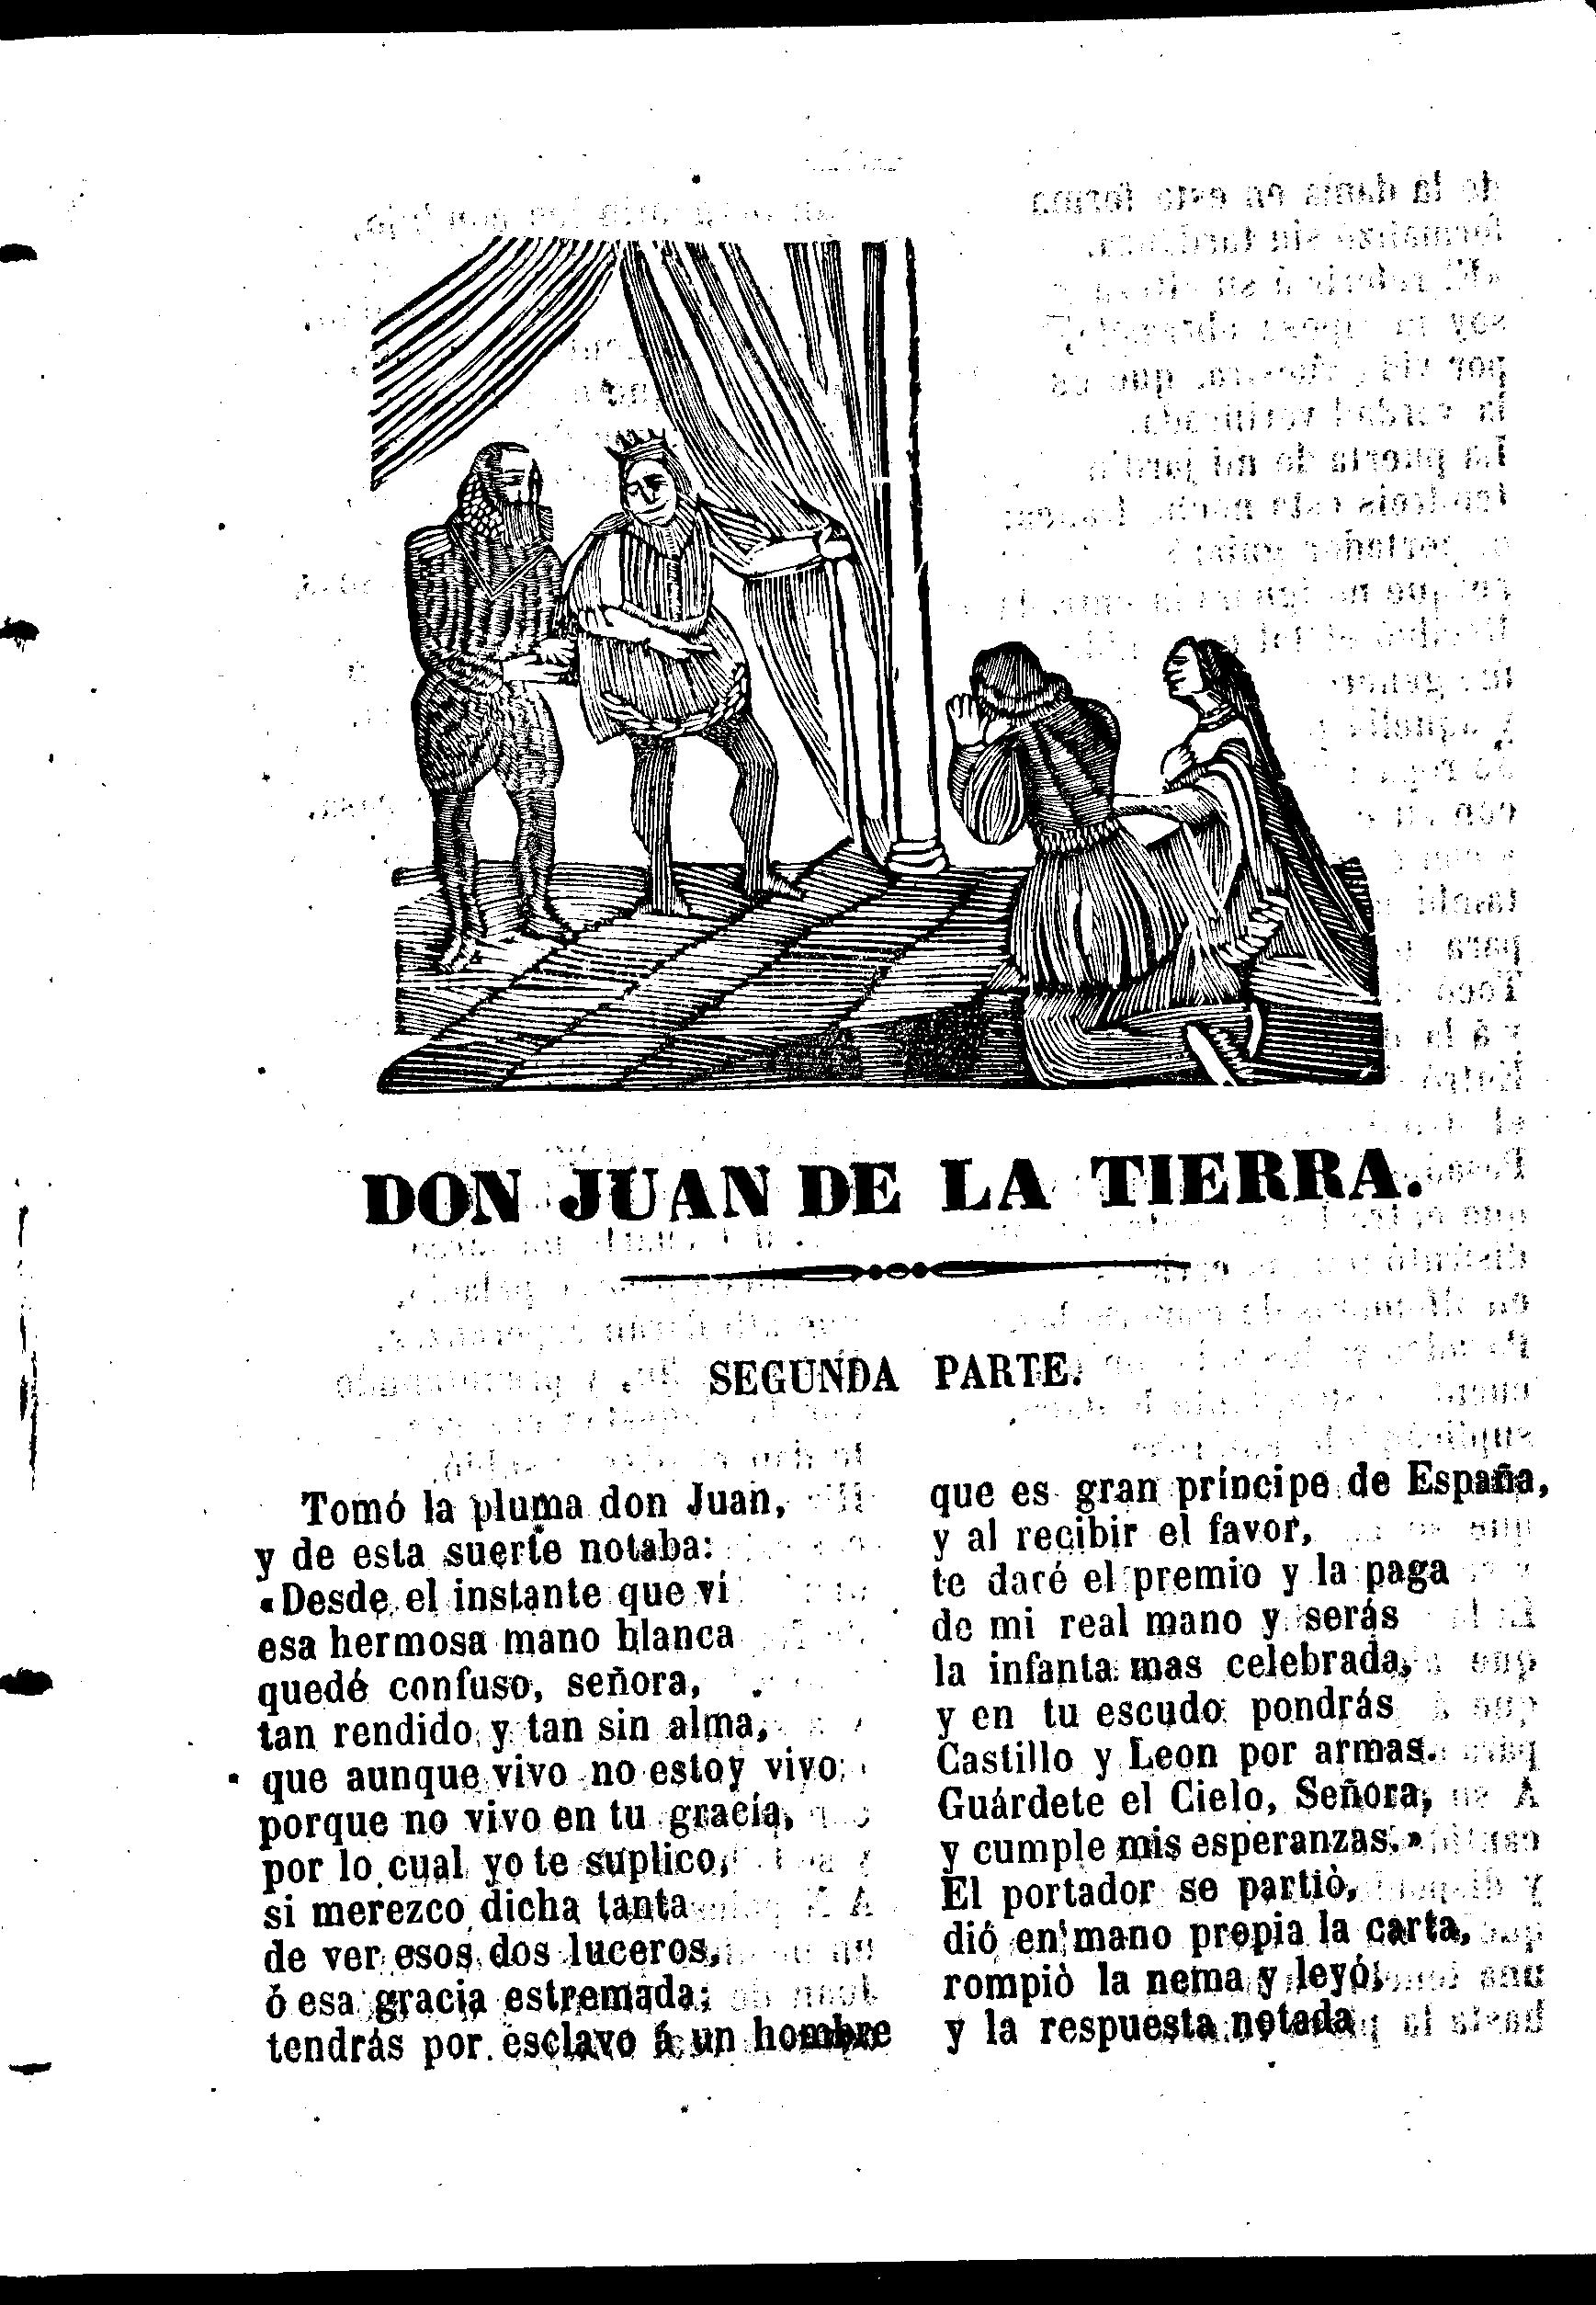 DON JUAN DE LA TIERRA.
SEGUNDA PARTE.
Tomó la pluma don Juan,
y de esta suerte notaba:
«Desde el instante que ví
esa hermosa mano blanca
quedé confuso, señora,
tan rendido y tan sin alma,
que aunque vivo no estoy vivo
porque no vivo en tu gracía,
por lo cual yo te suplico,
si merezco dicha tanta
de ver esos dos luceros,
ó esa gracia estremada;
tendrás por esclavo á un hombre
que es gran príncipe de España,
y al recibir el favor,
te daré el premio y la paga
de mi real mano y serás
la infanta mas celebrada,
y en tu escudo pondrás
Castillo y Leon por armas.
Guárdete el Cielo, Señora,
y cumple mis esperanzas.»
El portador se partiò,
dió en mano propia la carta,
rompiò la nema y leyó,
y la respuesta notada